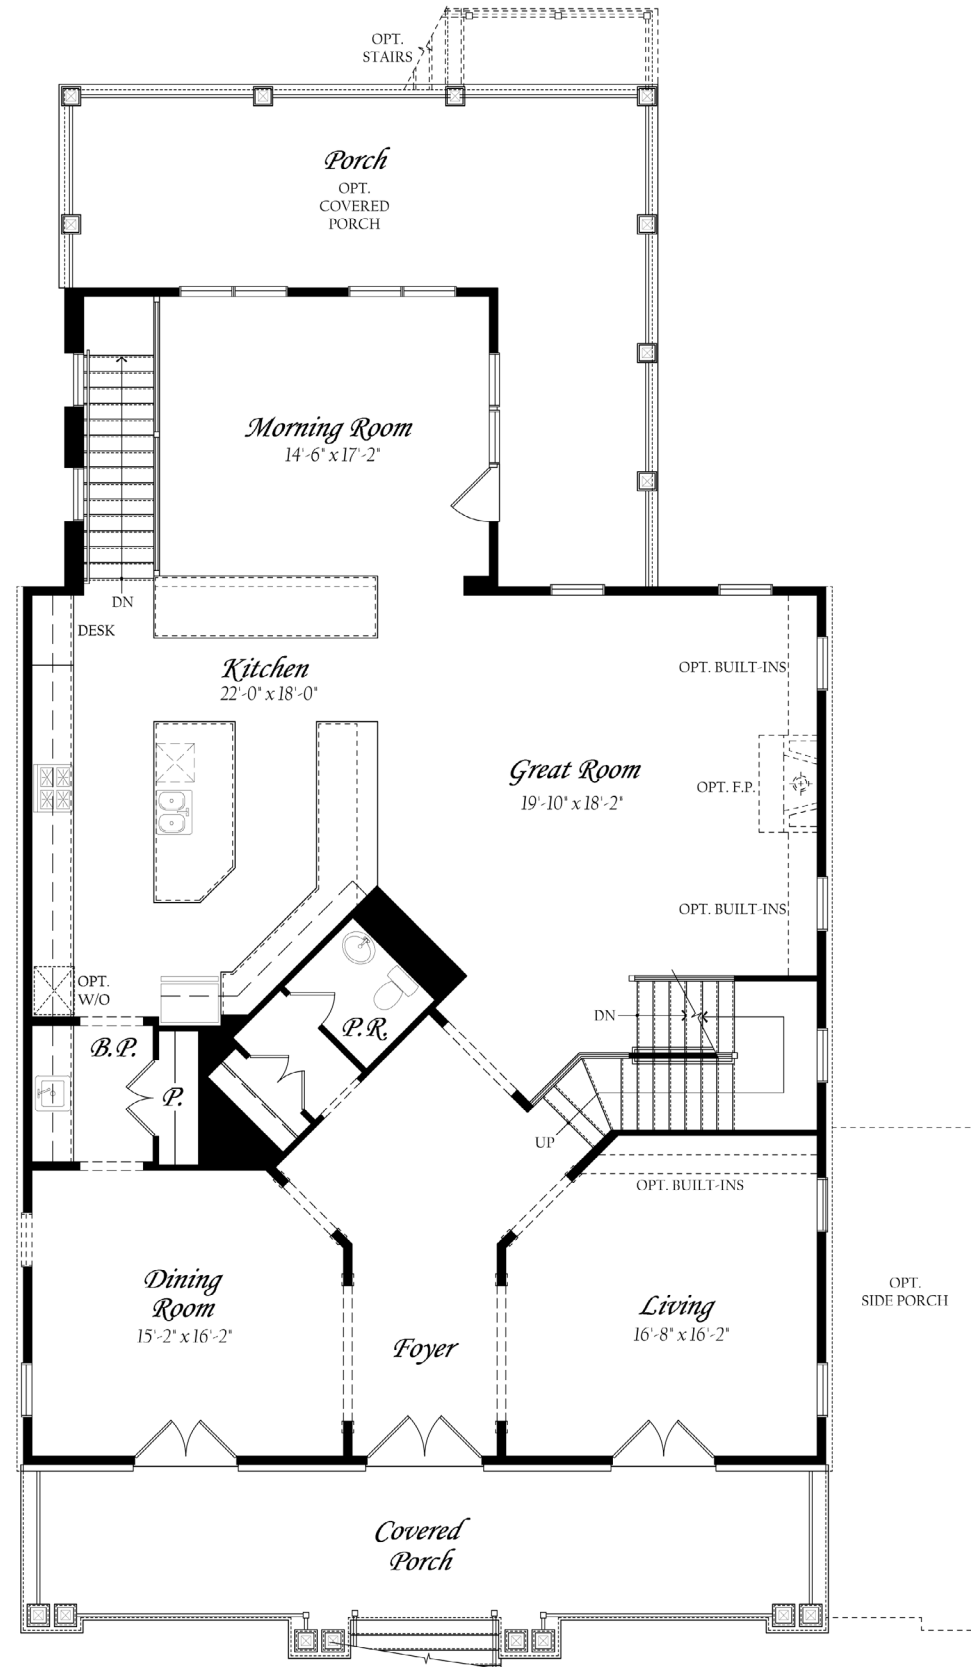 OPT.
STAIRS
Porch
OPT.
COVERED
PORCH
Morning Room
14'-6" x 17'-2"
DN
DESK
Kitchen
22'-0" x 18'-0"
OPT. BUILT-INS
Great Room
19'-10" x 18'-2"
OPT. F.P.
OPT. BUILT-INS
OPT.
W/O
DN
P.R.
B.P.
P.
UP
OPT. BUILT-INS
Dining
Room
15'-2" x 16'-2"
Foyer
Living
16'-8" x 16'-2"
OPT.
SIDE PORCH
Covered
Porch